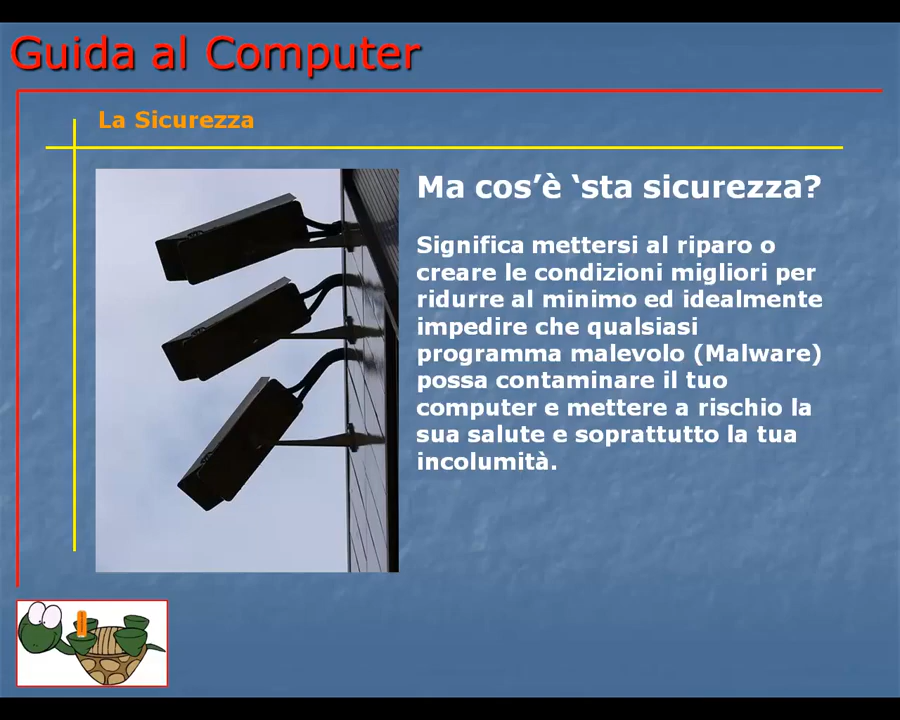 Guida al Computer
La Sicurezza
Ma cos’è ‘sta sicurezza?
Significa mettersi al riparo o
creare le condizioni migliori per
ridurre al minimo ed idealmente
impedire che qualsiasi
programma malevolo (Malware)
possa contaminare il tuo
computer e mettere a rischio la
sua salute e soprattutto la tua
incolumità.